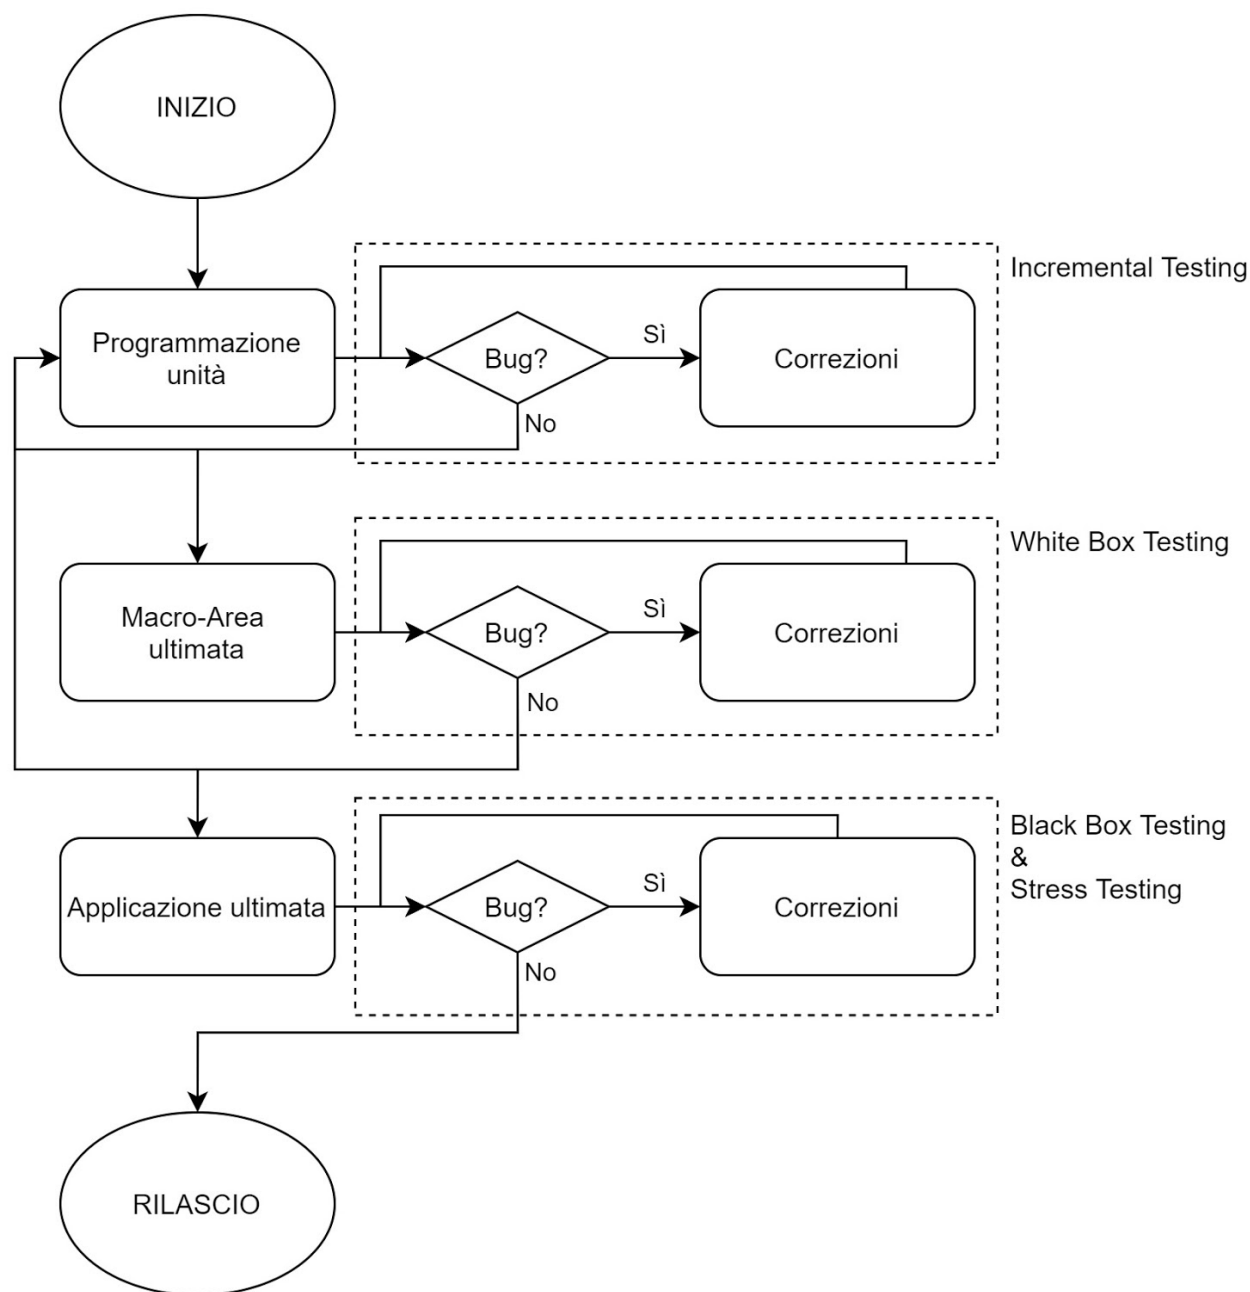 INIZIO
Incremental Testing
Programmazione
unità
Bug?
Sì
Correzioni
No
White Box Testing
Macro-Area
ultimata
Bug?
Sì
Correzioni
No
Black Box Testing
&
Stress Testing
Applicazione ultimata
Bug?
Sì
Correzioni
No
RILASCIO